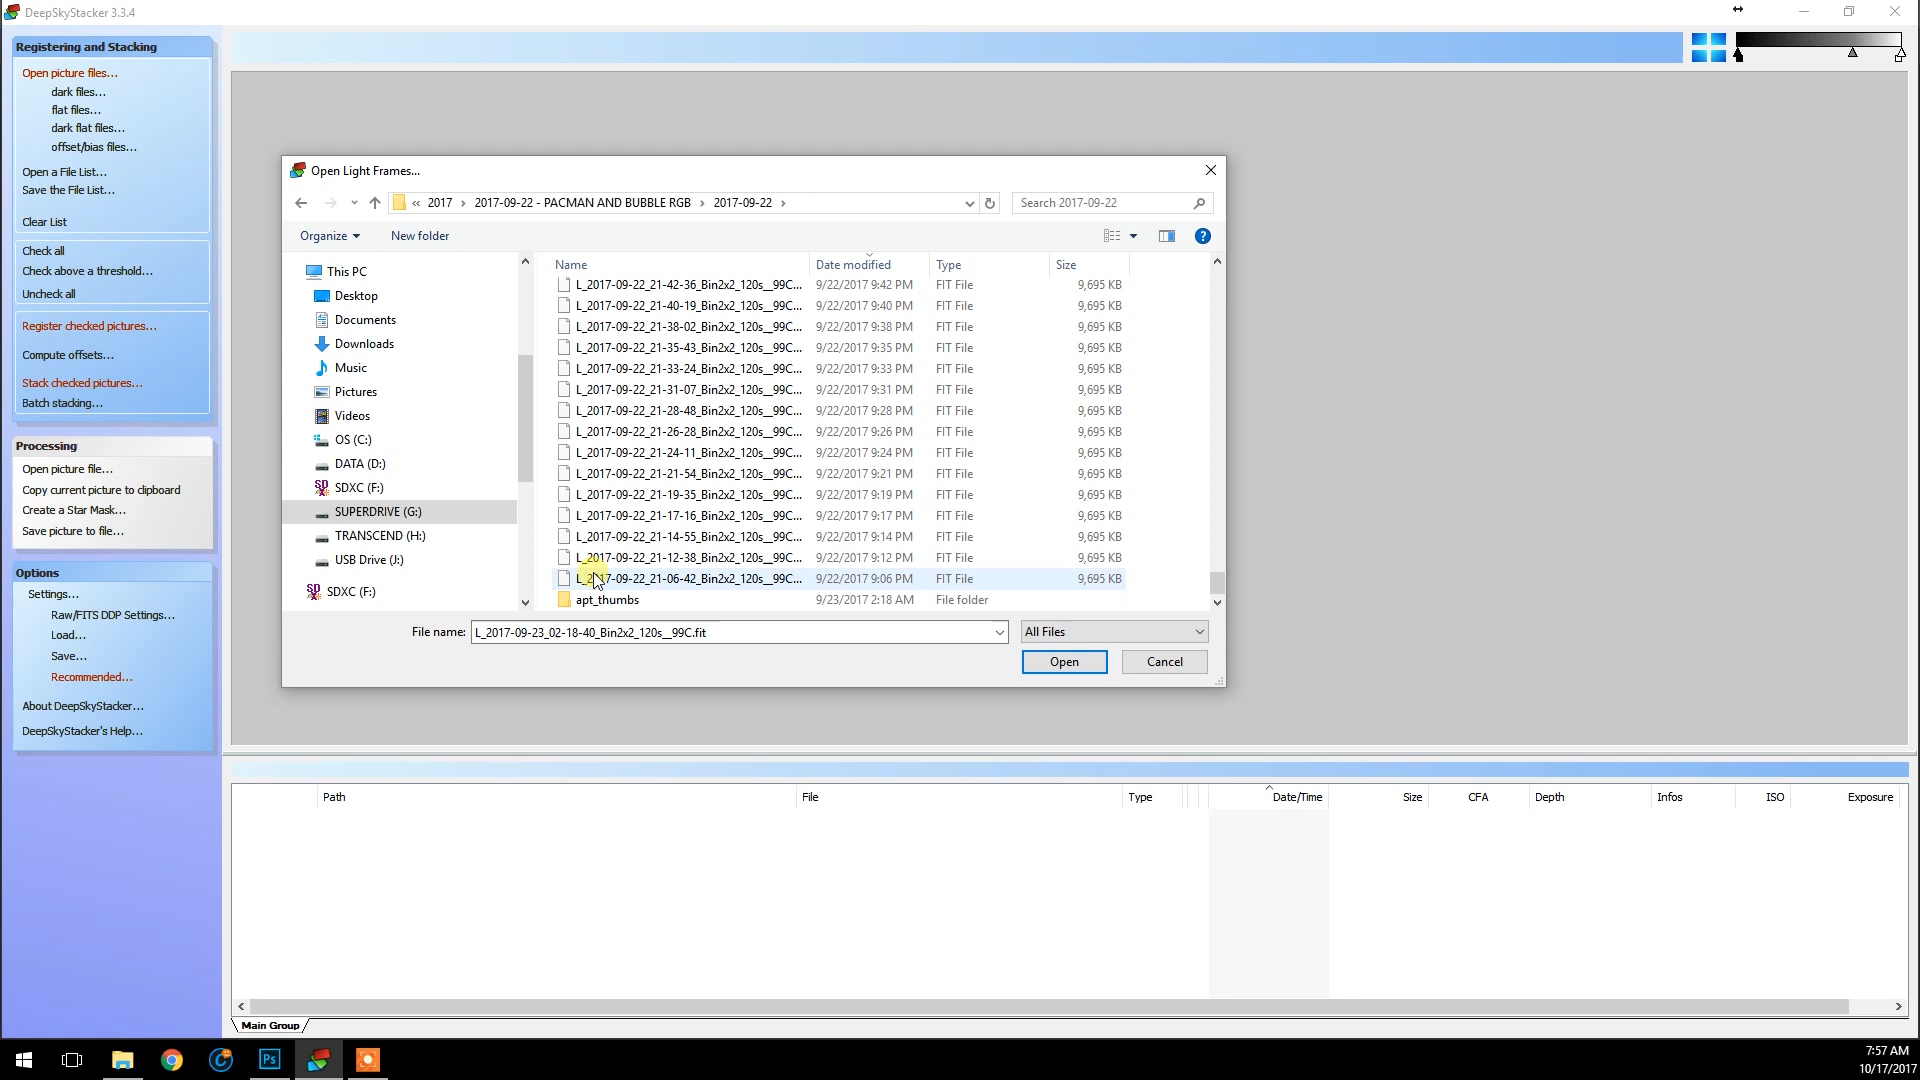 DeepSkyStacker 3.3.4
Registering and Stacking
Open picture files...
dark files...
flat files...
dark flat files...
offset/bias files...
Open a File List...
Save the File List...
Clear List
Check all
Check above a threshold...
Uncheck all
Register checked pictures...
Compute offsets...
Stack checked pictures...
Batch stacking...
Processing
Open picture file...
Copy current picture to clipboard
Create a Star Mask...
Save picture to file...
Options
Settings...
Raw/FITS DDP Settings...
Load...
Save...
Recommended...
About DeepSkyStacker...
DeepSkyStacker's Help...
Open Light Frames...
« 2017 › 2017-09-22 - PACMAN AND BUBBLE RGB › 2017-09-22 ›
Search 2017-09-22
Organize
New folder
This PC
Desktop
Documents
Downloads
Music
Pictures
Videos
OS (C:)
DATA (D:)
SDXC (F:)
SUPERDRIVE (G:)
TRANSCEND (H:)
USB Drive (J:)
SDXC (F:)
Name Date modified Type Size
L_2017-09-22_21-42-36_Bin2x2_120s__99C... 9/22/2017 9:42 PM FIT File 9,695 KB
L_2017-09-22_21-40-19_Bin2x2_120s__99C... 9/22/2017 9:40 PM FIT File 9,695 KB
L_2017-09-22_21-38-02_Bin2x2_120s__99C... 9/22/2017 9:38 PM FIT File 9,695 KB
L_2017-09-22_21-35-43_Bin2x2_120s__99C... 9/22/2017 9:35 PM FIT File 9,695 KB
L_2017-09-22_21-33-24_Bin2x2_120s__99C... 9/22/2017 9:33 PM FIT File 9,695 KB
L_2017-09-22_21-31-07_Bin2x2_120s__99C... 9/22/2017 9:31 PM FIT File 9,695 KB
L_2017-09-22_21-28-48_Bin2x2_120s__99C... 9/22/2017 9:28 PM FIT File 9,695 KB
L_2017-09-22_21-26-28_Bin2x2_120s__99C... 9/22/2017 9:26 PM FIT File 9,695 KB
L_2017-09-22_21-24-11_Bin2x2_120s__99C... 9/22/2017 9:24 PM FIT File 9,695 KB
L_2017-09-22_21-21-54_Bin2x2_120s__99C... 9/22/2017 9:21 PM FIT File 9,695 KB
L_2017-09-22_21-19-35_Bin2x2_120s__99C... 9/22/2017 9:19 PM FIT File 9,695 KB
L_2017-09-22_21-17-16_Bin2x2_120s__99C... 9/22/2017 9:17 PM FIT File 9,695 KB
L_2017-09-22_21-14-55_Bin2x2_120s__99C... 9/22/2017 9:14 PM FIT File 9,695 KB
L_2017-09-22_21-12-38_Bin2x2_120s__99C... 9/22/2017 9:12 PM FIT File 9,695 KB
L_2017-09-22_21-06-42_Bin2x2_120s__99C... 9/22/2017 9:06 PM FIT File 9,695 KB
apt_thumbs 9/23/2017 2:18 AM File folder
File name: L_2017-09-23_02-18-40_Bin2x2_120s__99C.fit
All Files
Open
Cancel
Path File Type Date/Time Size CFA Depth Infos ISO Exposure
Main Group
Ps
7:57 AM
10/17/2017